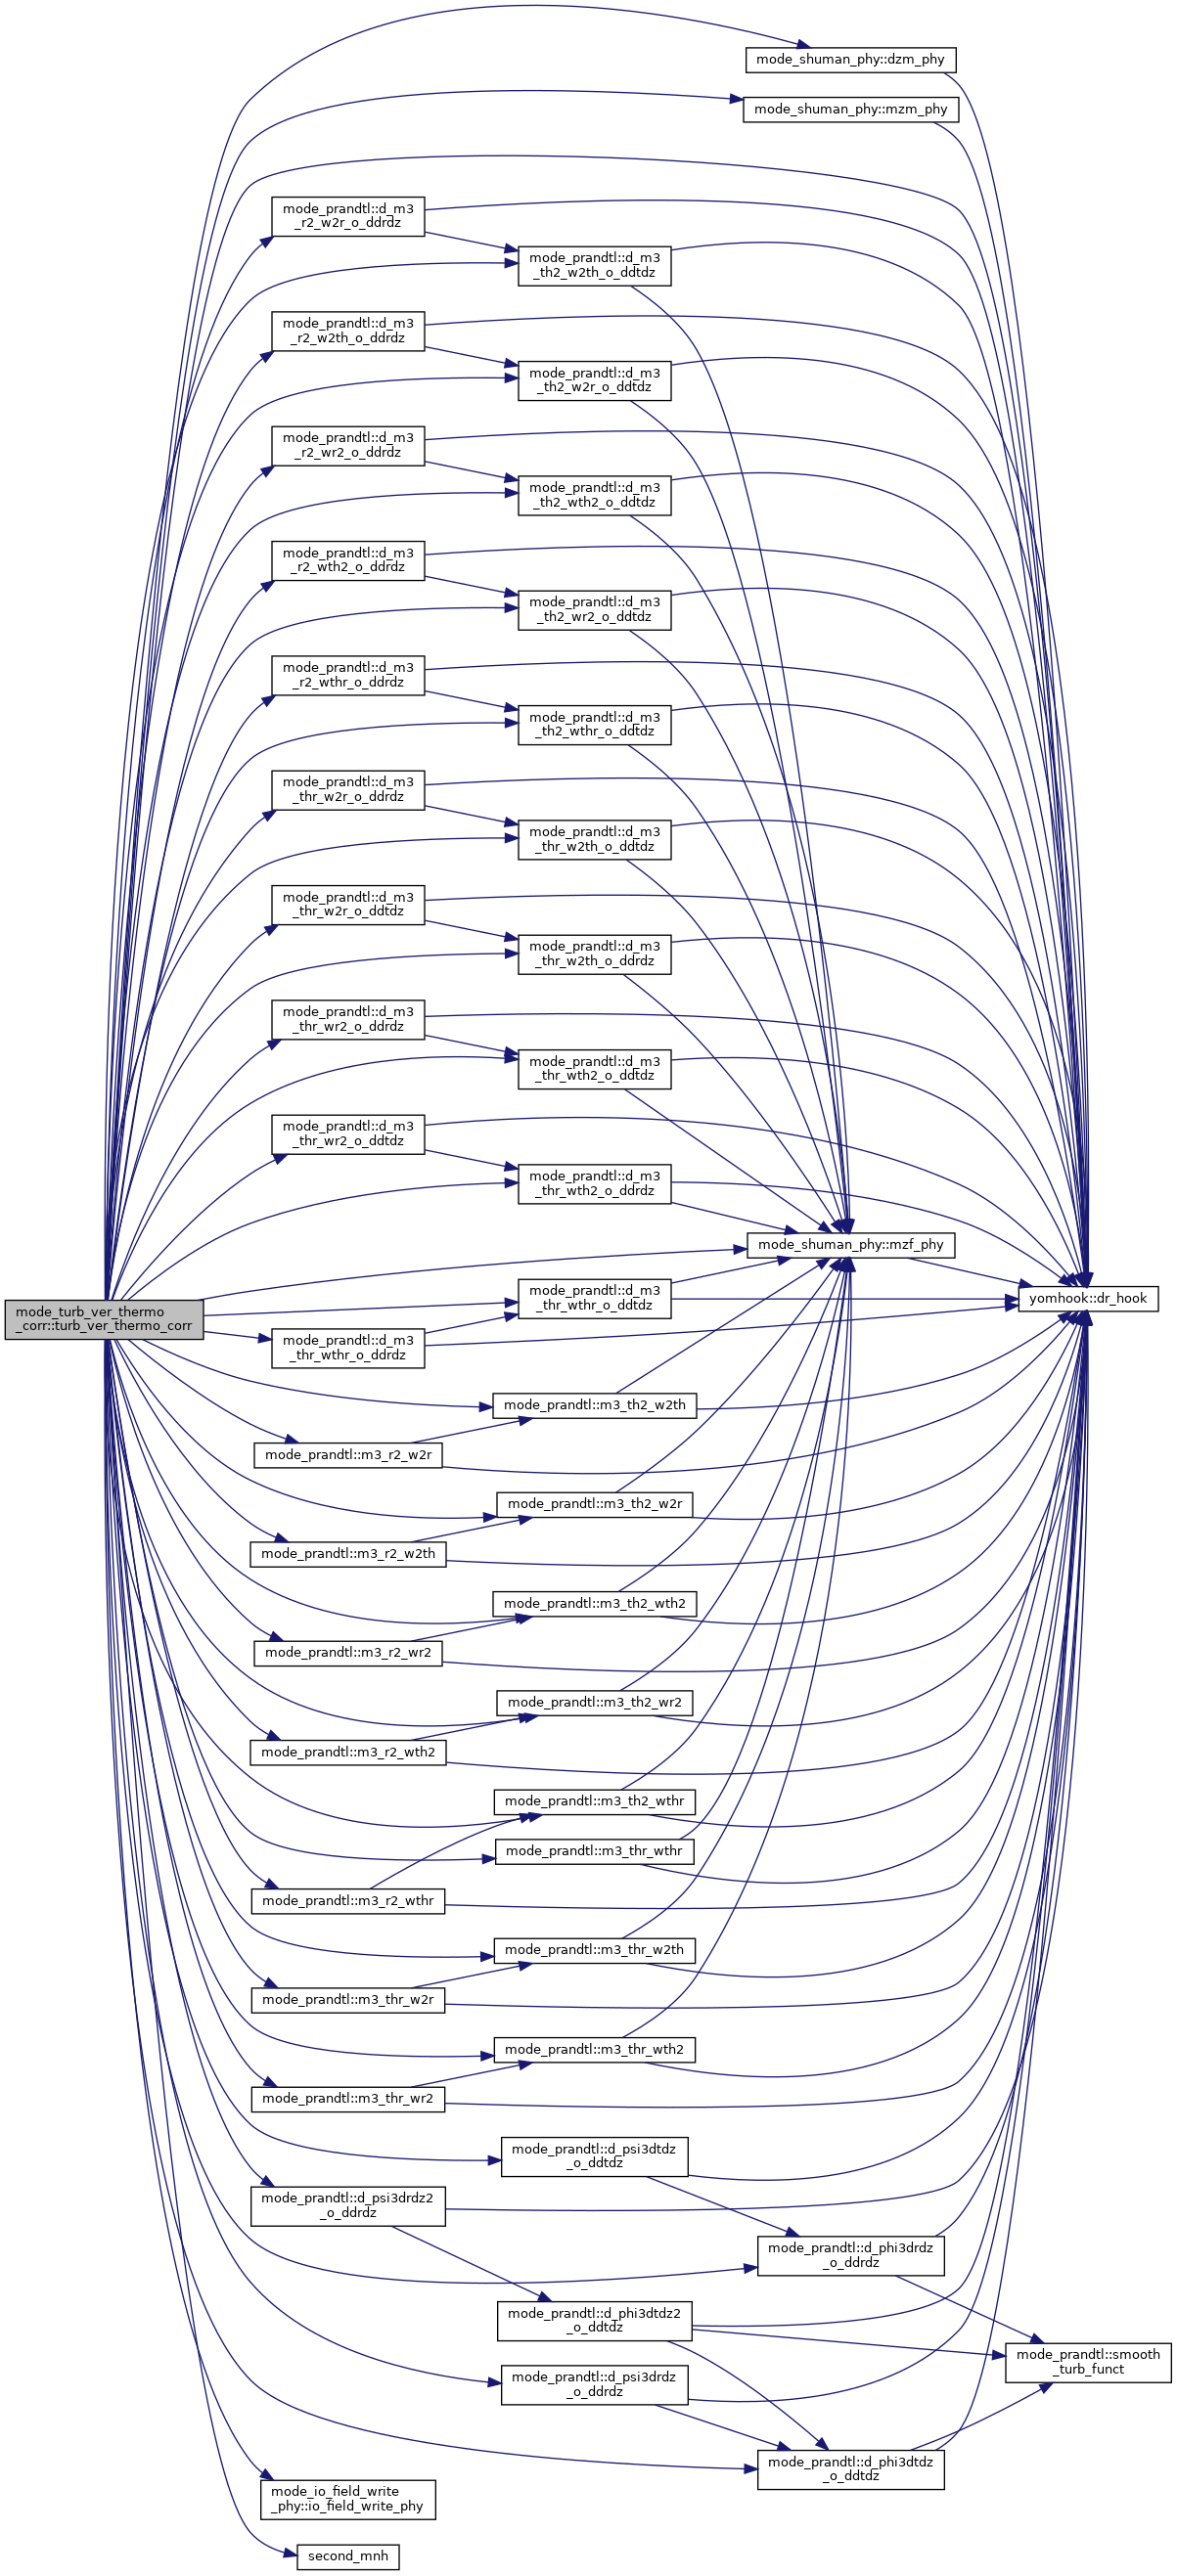 mode_shuman_phy::dzm_phy
mode_shuman_phy::mzm_phy
mode_prandtl::d_m3
_r2_w2r_o_ddrdz
mode_prandtl::d_m3
_th2_w2th_o_ddtdz
mode_prandtl::d_m3
_r2_w2th_o_ddrdz
mode_prandtl::d_m3
_th2_w2r_o_ddtdz
mode_prandtl::d_m3
_r2_wr2_o_ddrdz
mode_prandtl::d_m3
_th2_wth2_o_ddtdz
mode_prandtl::d_m3
_r2_wth2_o_ddrdz
mode_prandtl::d_m3
_th2_wr2_o_ddtdz
mode_prandtl::d_m3
_r2_wthr_o_ddrdz
mode_prandtl::d_m3
_th2_wthr_o_ddtdz
mode_prandtl::d_m3
_thr_w2r_o_ddrdz
mode_prandtl::d_m3
_thr_w2th_o_ddtdz
mode_prandtl::d_m3
_thr_w2r_o_ddtdz
mode_prandtl::d_m3
_thr_w2th_o_ddrdz
mode_prandtl::d_m3
_thr_wr2_o_ddrdz
mode_prandtl::d_m3
_thr_wth2_o_ddtdz
mode_prandtl::d_m3
_thr_wr2_o_ddtdz
mode_prandtl::d_m3
_thr_wth2_o_ddrdz
mode_shuman_phy::mzf_phy
mode_prandtl::d_m3
_thr_wthr_o_ddtdz
yomhook::dr_hook
mode_turb_ver_thermo
_corr::turb_ver_thermo_corr
mode_prandtl::d_m3
_thr_wthr_o_ddrdz
mode_prandtl::m3_th2_w2th
mode_prandtl::m3_r2_w2r
mode_prandtl::m3_th2_w2r
mode_prandtl::m3_r2_w2th
mode_prandtl::m3_th2_wth2
mode_prandtl::m3_r2_wr2
mode_prandtl::m3_th2_wr2
mode_prandtl::m3_r2_wth2
mode_prandtl::m3_th2_wthr
mode_prandtl::m3_thr_wthr
mode_prandtl::m3_r2_wthr
mode_prandtl::m3_thr_w2th
mode_prandtl::m3_thr_w2r
mode_prandtl::m3_thr_wth2
mode_prandtl::m3_thr_wr2
mode_prandtl::d_psi3dtdz
_o_ddtdz
mode_prandtl::d_psi3drdz2
_o_ddrdz
mode_prandtl::d_phi3drdz
_o_ddrdz
mode_prandtl::d_phi3dtdz2
_o_ddtdz
mode_prandtl::smooth
_turb_funct
mode_prandtl::d_psi3drdz
_o_ddrdz
mode_prandtl::d_phi3dtdz
_o_ddtdz
mode_io_field_write
_phy::io_field_write_phy
second_mnh